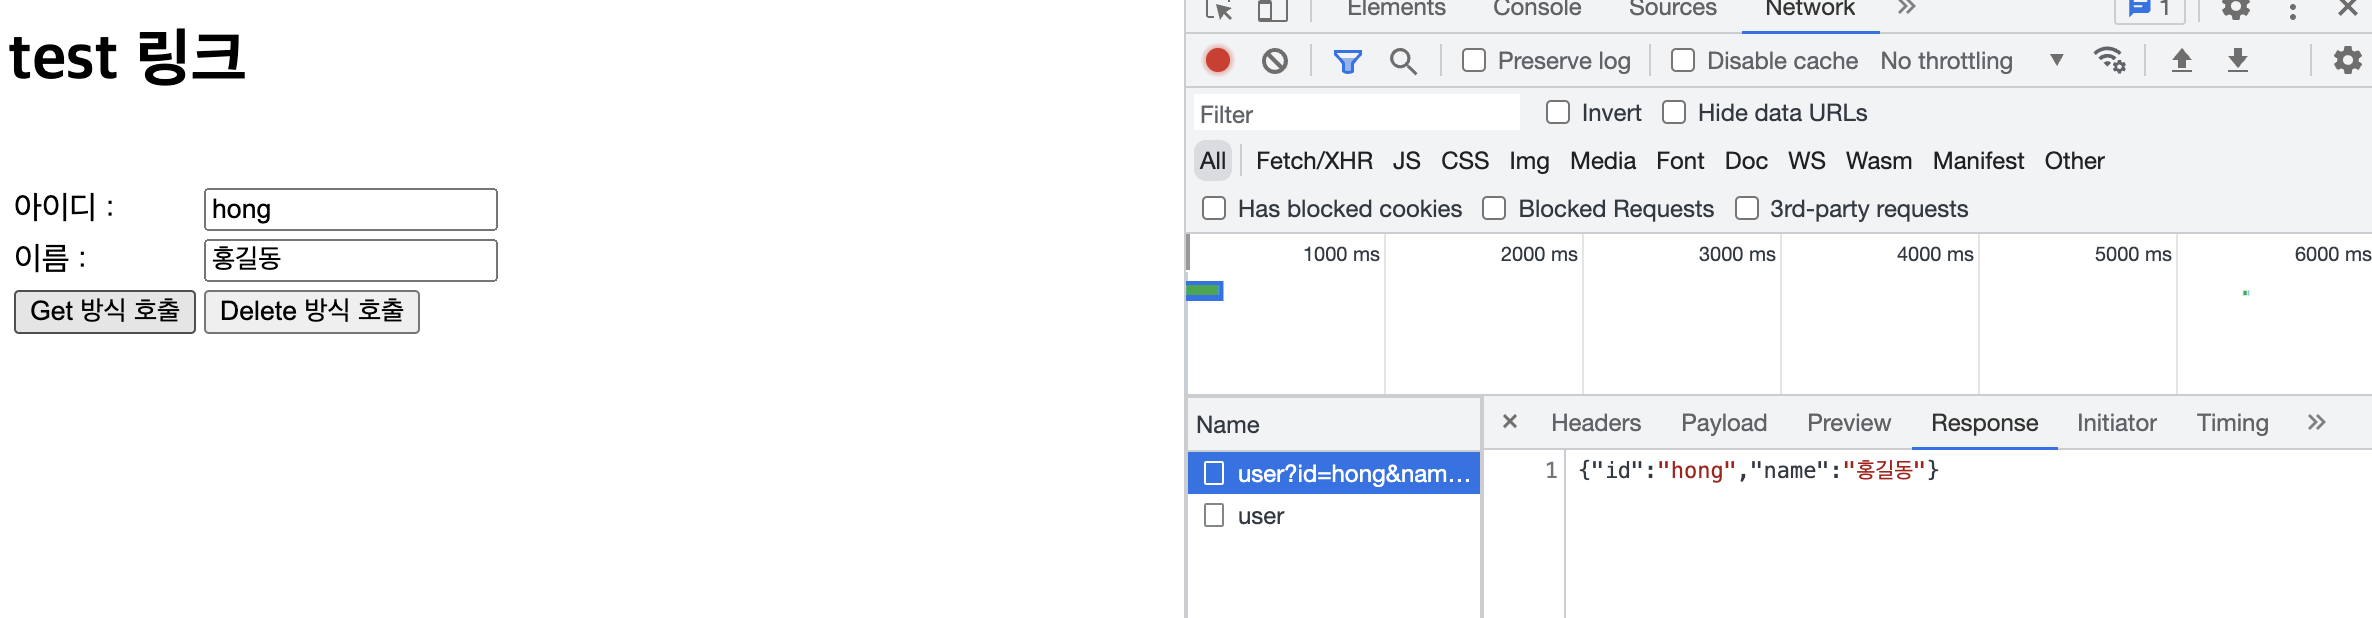 test 링크
아이디 :
hong
이름 :
홍길동
Get 방식 호출
Delete 방식 호출
Elements Console Sources Network
1
Preserve log Disable cache No throttling
Filter Invert Hide data URLs
All Fetch/XHR JS CSS Img Media Font Doc WS Wasm Manifest Other
Has blocked cookies Blocked Requests 3rd-party requests
1000 ms 2000 ms 3000 ms 4000 ms 5000 ms 6000 ms
Name
user?id=hong&nam...
user
Headers Payload Preview Response Initiator Timing
1 {"id":"hong","name":"홍길동"}